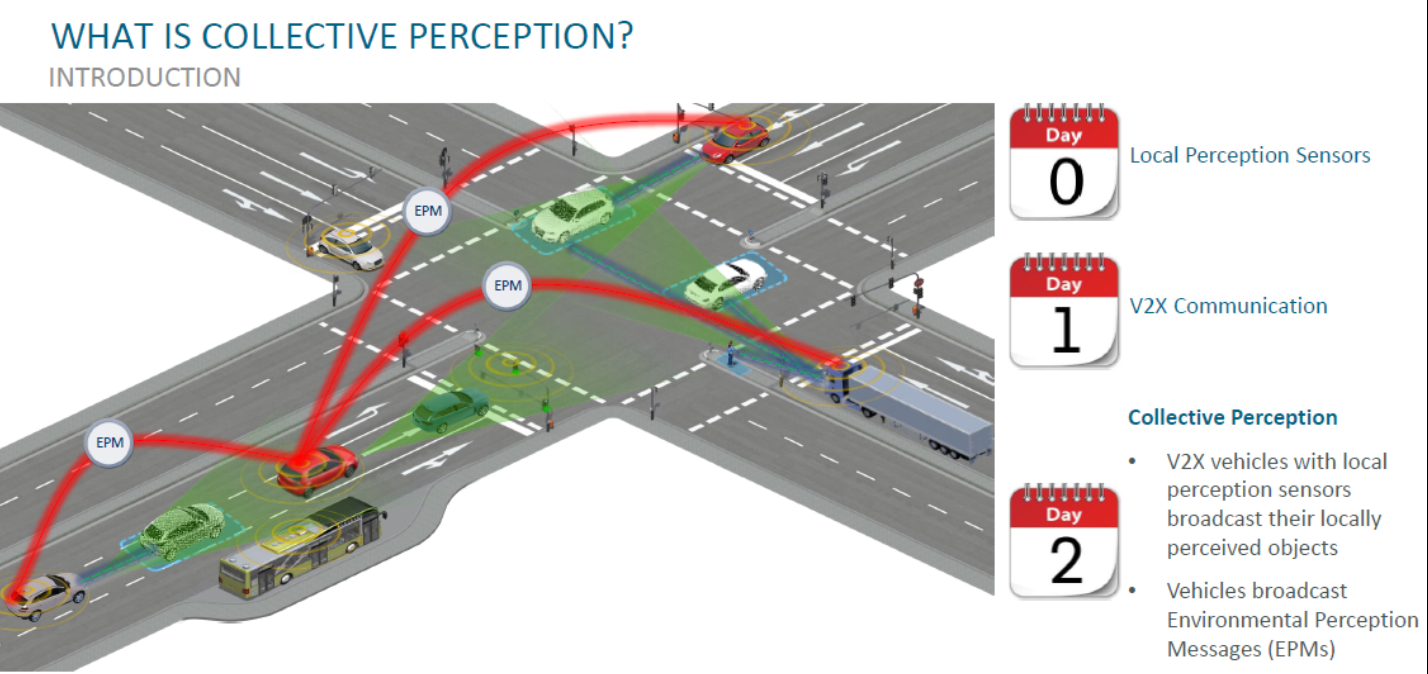 WHAT IS COLLECTIVE PERCEPTION?
INTRODUCTION
EPM
EPM
EPM
Day
0
Local Perception Sensors
Day
1
V2X Communication
Day
2
Collective Perception
• V2X vehicles with local
perception sensors
broadcast their locally
perceived objects
• Vehicles broadcast
Environmental Perception
Messages (EPMs)